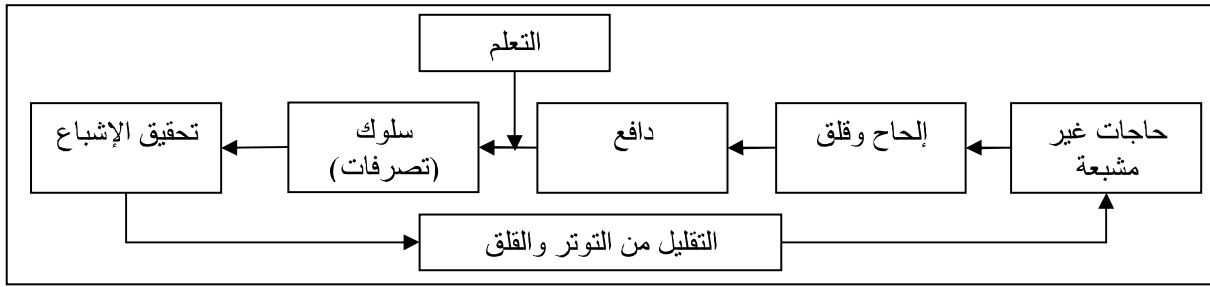 التعلم
حاجات غير
مشبعة
إلحاح وقلق
دافع
سلوك
(تصرفات)
تحقيق الإشباع
التقليل من التوتر والقلق